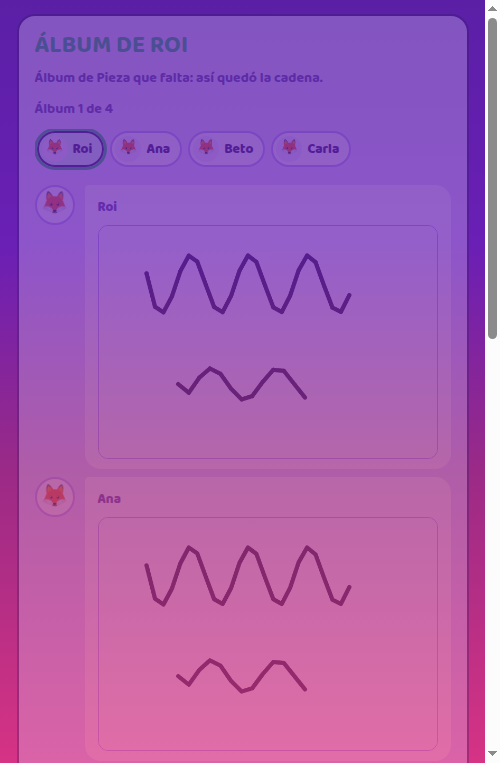 ÁLBUM DE ROI
Álbum de Pieza que falta: así quedó la cadena.
Álbum 1 de 4
Roi Ana Beto Carla
Roi
Ana